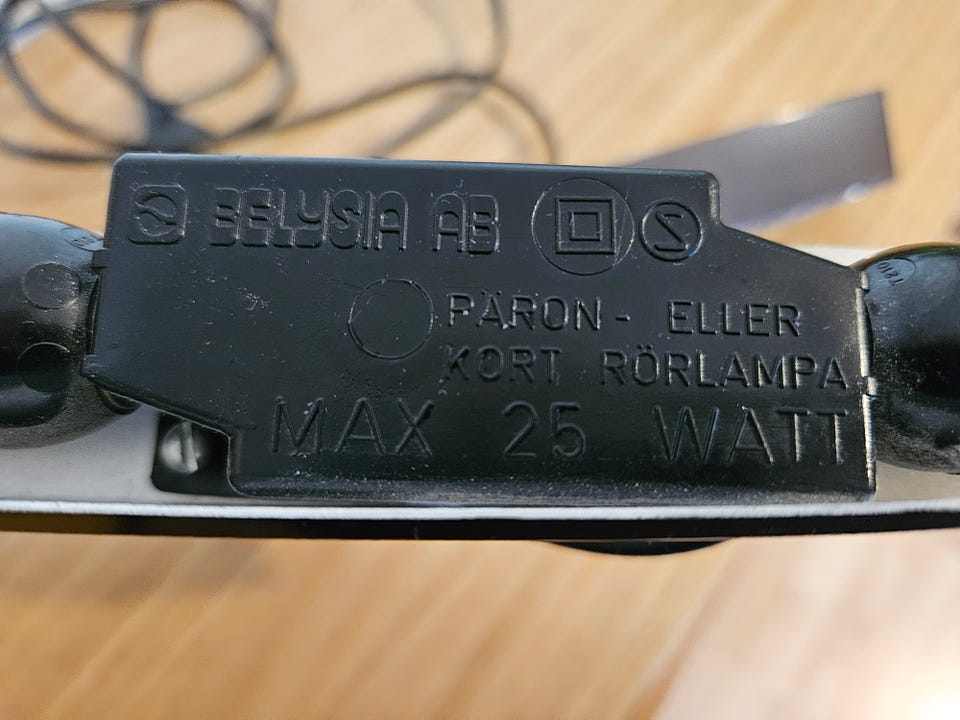 BELYSIA AB S
PÄRON- ELLER
KORT RÖRLAMPA
MAX 25 WATT